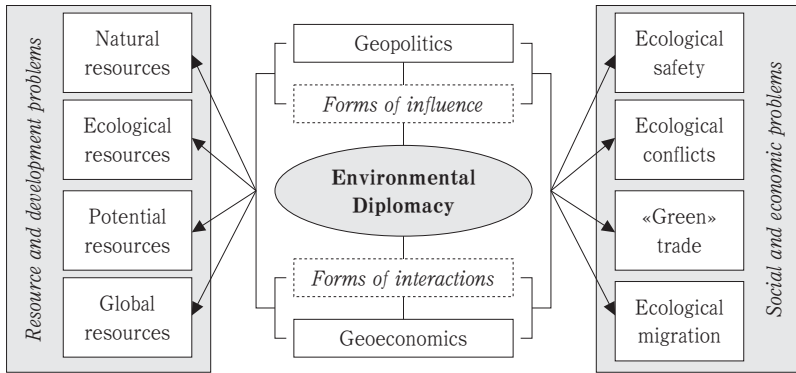 Resource and development problems
Natural
resources
Ecological
resources
Potential
resources
Global
resources
Geopolitics
Forms of influence
Environmental
Diplomacy
Forms of interactions
Geoeconomics
Ecological
safety
Ecological
conflicts
«Green»
trade
Ecological
migration
Social and economic problems